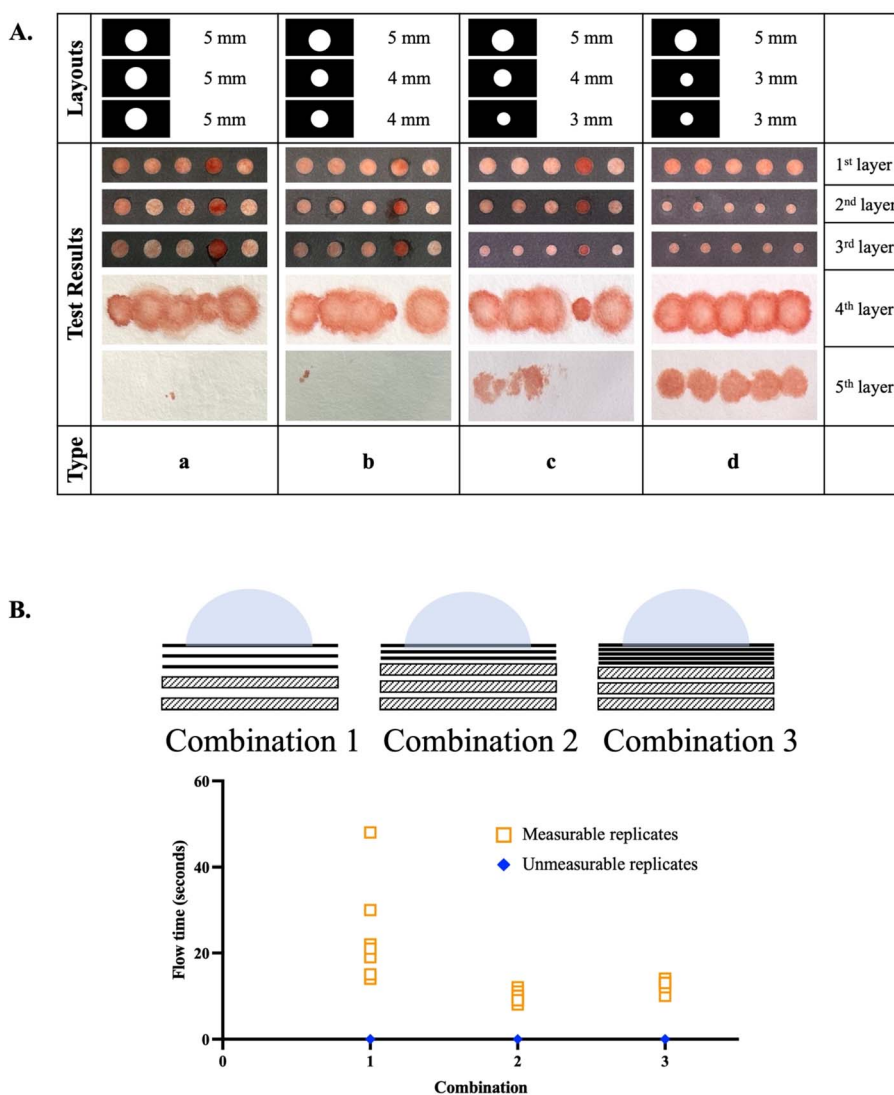 A.
Layouts
5 mm 5 mm 5 mm 5 mm
5 mm 4 mm 4 mm 3 mm
5 mm 4 mm 3 mm 3 mm
Test Results
1st layer
2nd layer
3rd layer
4th layer
5th layer
Type a b c d
B.
Combination 1 Combination 2 Combination 3
60
Measurable replicates
Unmeasurable replicates
40
Flow time (seconds)
20
0
0 1 2 3
Combination